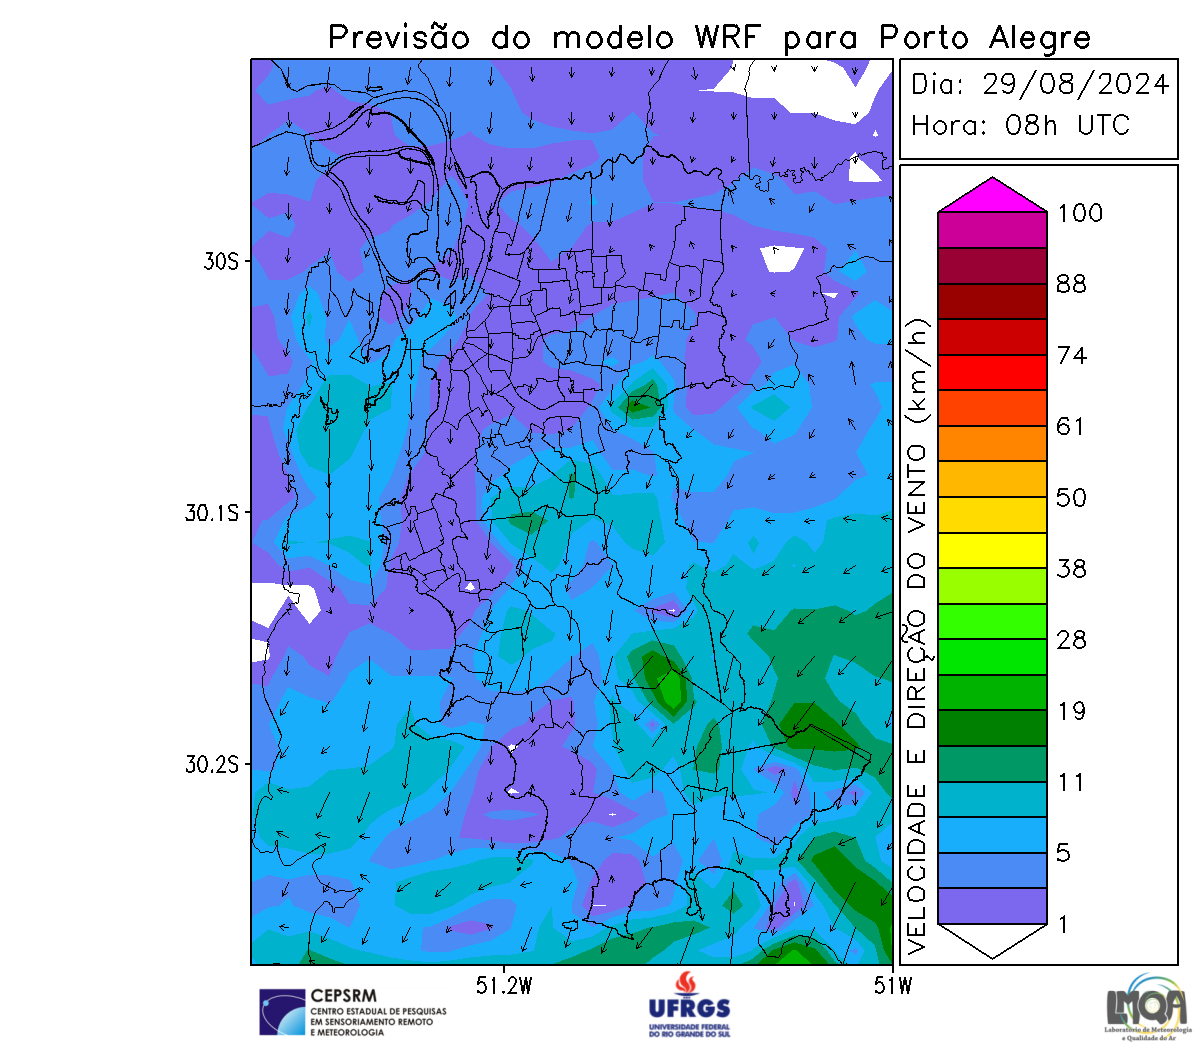 Previsão do modelo WRF para Porto Alegre
Dia: 29/08/2024
Hora: 08h UTC
30S
30.1S
30.2S
51.2W
51W
VELOCIDADE E DIREÇÃO DO VENTO (km/h)
100
88
74
61
50
38
28
19
11
5
1
CEPSRM
CENTRO ESTADUAL DE PESQUISAS
EM SENSORIAMENTO REMOTO
E METEOROLOGIA
UFRGS
UNIVERSIDADE FEDERAL
DO RIO GRANDE DO SUL
LMQA
Laboratório de Meteorologia
e Qualidade do Ar